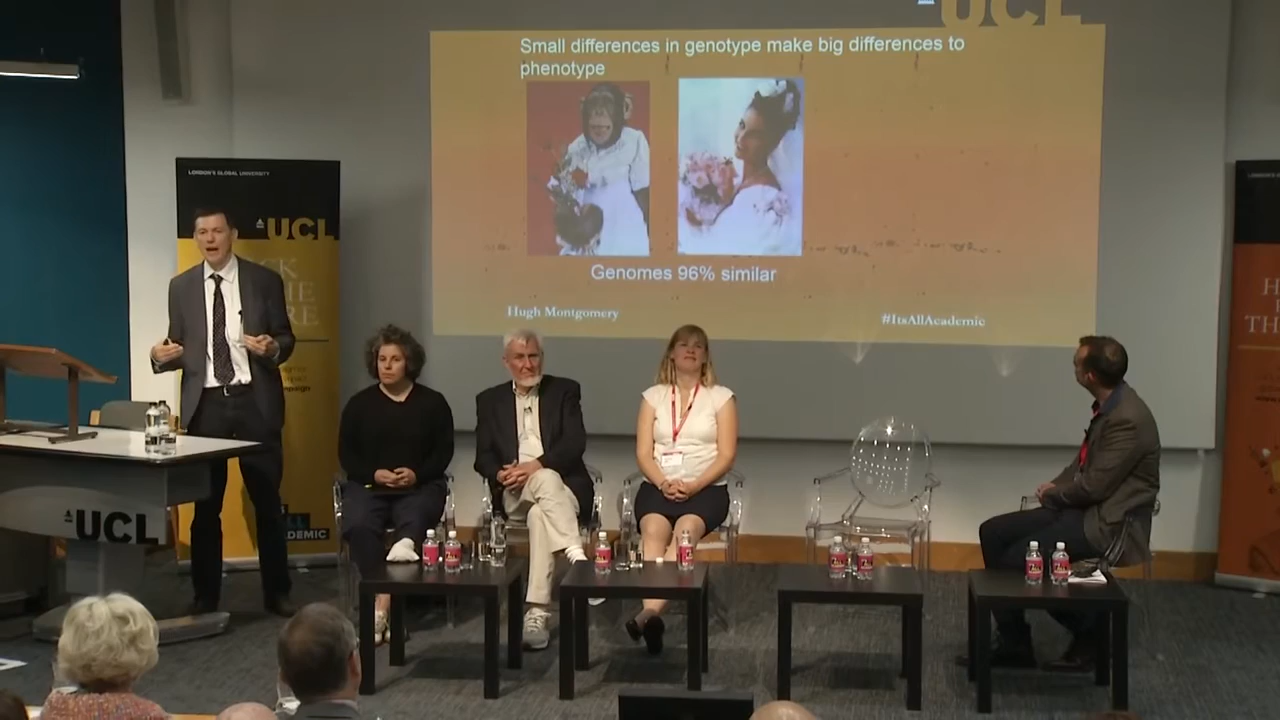 UCL
Small differences in genotype make big differences to
phenotype
Genomes 96% similar
Hugh Montgomery
#ItsAllAcademic
LONDON'S GLOBAL UNIVERSITY
UCL
UCL